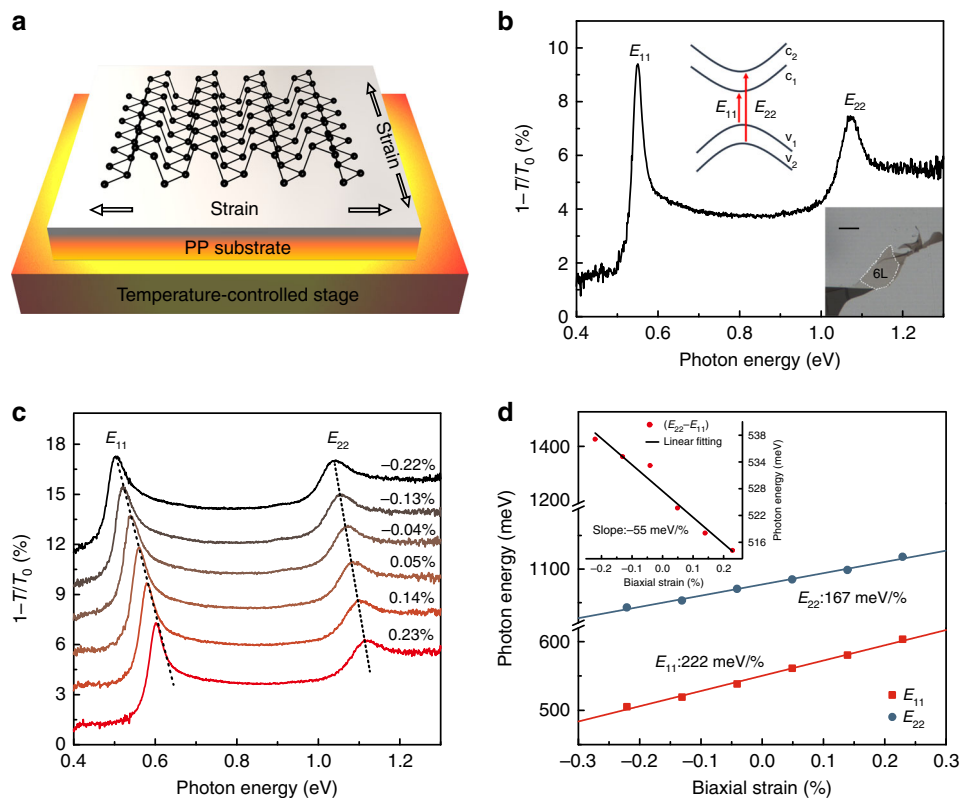 a
Strain
Strain
PP substrate
Temperature-controlled stage
b
E11
E22
c2
c1
E11
E22
v1
v2
6L
1–T/T0 (%)
10
8
6
4
2
0
0.4
0.6
0.8
1.0
1.2
Photon energy (eV)
c
E11
E22
–0.22%
–0.13%
–0.04%
0.05%
0.14%
0.23%
1–T/T0 (%)
18
15
12
9
6
3
0
0.4
0.6
0.8
1.0
1.2
Photon energy (eV)
d
(E22–E11)
Linear fitting
Slope:–55 meV/%
538
534
528
522
516
Photon energy (meV)
–0.2
–0.1
0.0
0.1
0.2
Biaxial strain (%)
E22:167 meV/%
E11:222 meV/%
E11
E22
Photon energy (meV)
1400
1200
1100
600
500
–0.3
–0.2
–0.1
0.0
0.1
0.2
0.3
Biaxial strain (%)